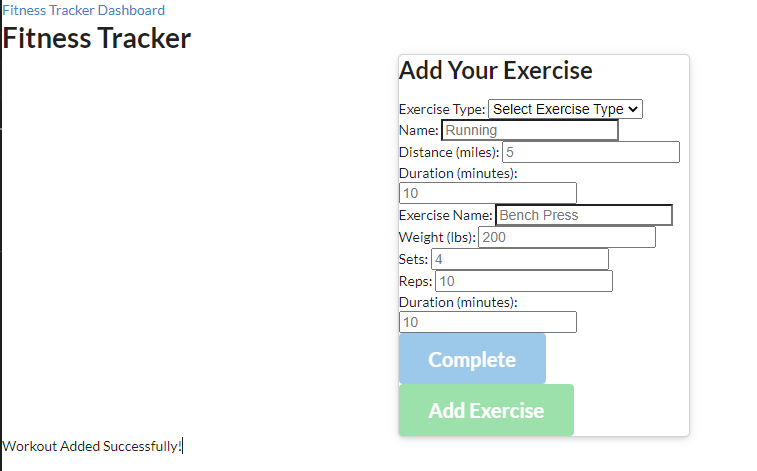 Fitness Tracker Dashboard
Fitness Tracker
Add Your Exercise
Exercise Type: Select Exercise Type
Name: Running
Distance (miles): 5
Duration (minutes):
10
Exercise Name: Bench Press
Weight (lbs): 200
Sets: 4
Reps: 10
Duration (minutes):
10
Complete
Add Exercise
Workout Added Successfully!